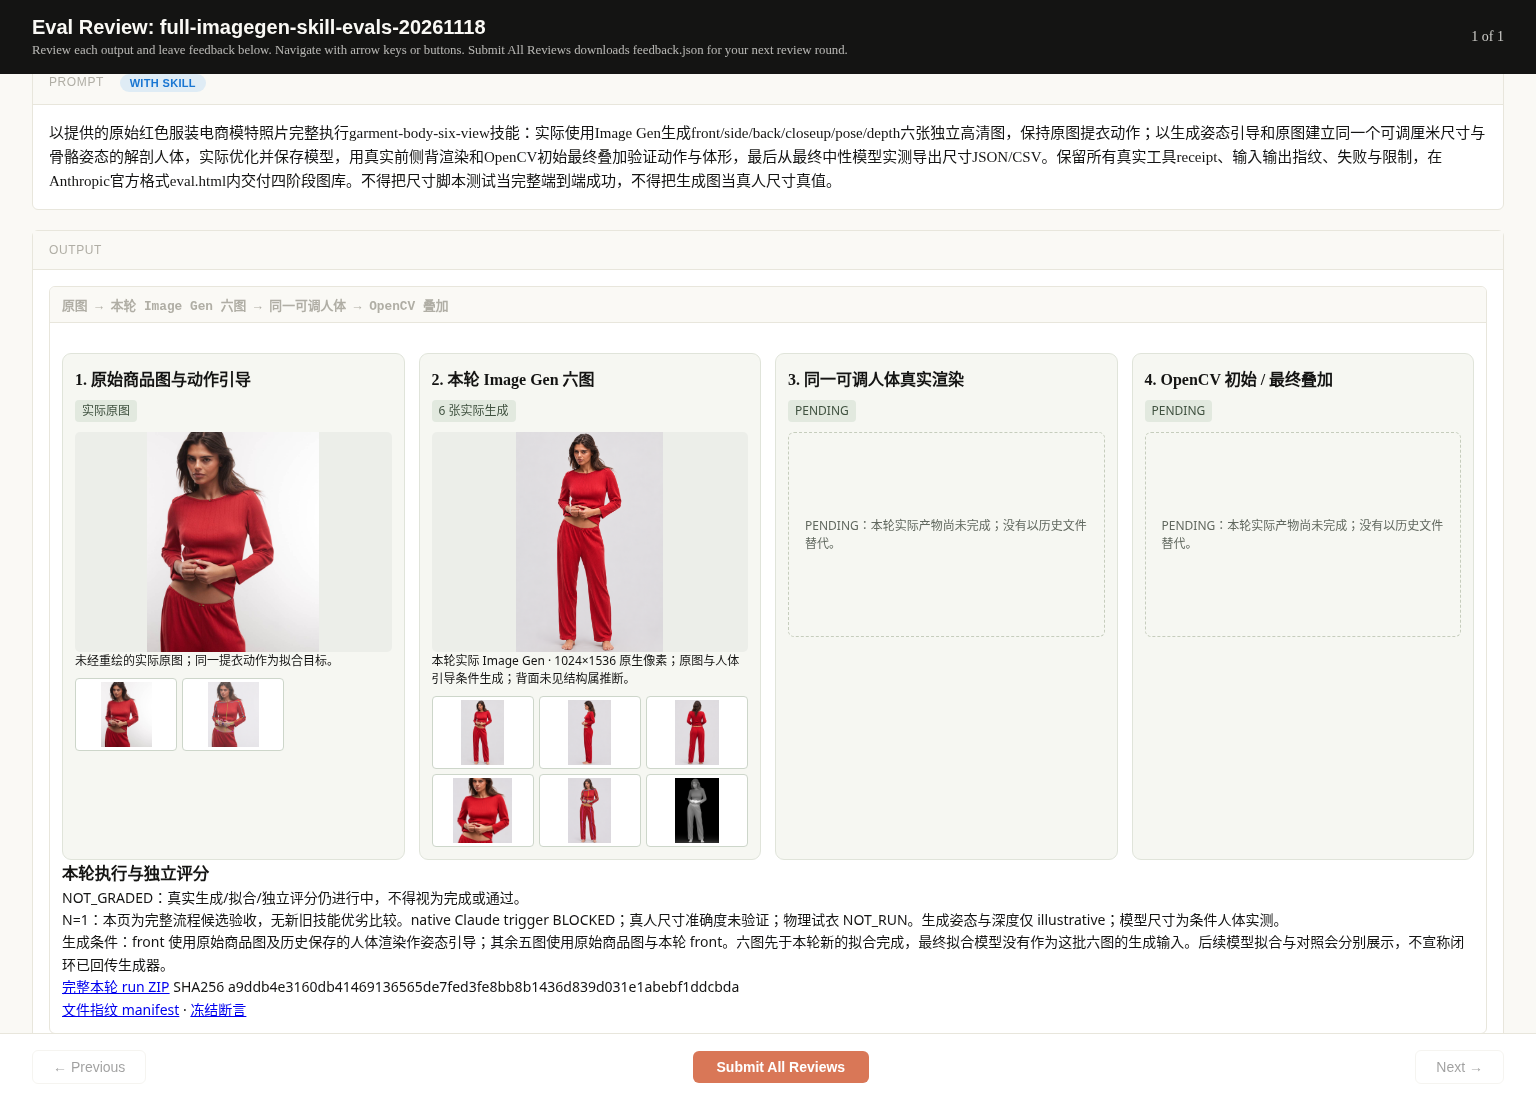 Eval Review: full-imagegen-skill-evals-20261118
Review each output and leave feedback below. Navigate with arrow keys or buttons. Submit All Reviews downloads feedback.json for your next review round.
1 of 1
PROMPT
WITH SKILL
以提供的原始红色服装电商模特照片完整执行garment-body-six-view技能：实际使用Image Gen生成front/side/back/closeup/pose/depth六张独立高清图，保持原图提衣动作；以生成姿态引导和原图建立同一个可调厘米尺寸与
骨骼姿态的解剖人体，实际优化并保存模型，用真实前侧背渲染和OpenCV初始最终叠加验证动作与体形，最后从最终中性模型实测导出尺寸JSON/CSV。保留所有真实工具receipt、输入输出指纹、失败与限制，在
Anthropic官方格式eval.html内交付四阶段图库。不得把尺寸脚本测试当完整端到端成功，不得把生成图当真人尺寸真值。
OUTPUT
原图 → 本轮 Image Gen 六图 → 同一可调人体 → OpenCV 叠加
1. 原始商品图与动作引导
实际原图
未经重绘的实际原图；同一提衣动作为拟合目标。
2. 本轮 Image Gen 六图
6 张实际生成
本轮实际 Image Gen · 1024×1536 原生像素；原图与人体
引导条件生成；背面未见结构属推断。
3. 同一可调人体真实渲染
PENDING
PENDING：本轮实际产物尚未完成；没有以历史文件
替代。
4. OpenCV 初始 / 最终叠加
PENDING
PENDING：本轮实际产物尚未完成；没有以历史文件
替代。
本轮执行与独立评分
NOT_GRADED：真实生成/拟合/独立评分仍进行中，不得视为完成或通过。
N=1：本页为完整流程候选验收，无新旧技能优劣比较。native Claude trigger BLOCKED；真人尺寸准确度未验证；物理试衣 NOT_RUN。生成姿态与深度仅 illustrative；模型尺寸为条件人体实测。
生成条件：front 使用原始商品图及历史保存的人体渲染作姿态引导；其余五图使用原始商品图与本轮 front。六图先于本轮新的拟合完成，最终拟合模型没有作为这批六图的生成输入。后续模型拟合与对照会分别展示，不宣称闭
环已回传生成器。
完整本轮 run ZIP SHA256 a9ddb4e3160db41469136565de7fed3fe8bb8b1436d839d031e1abebf1ddcbda
文件指纹 manifest · 冻结断言
← Previous
Submit All Reviews
Next →